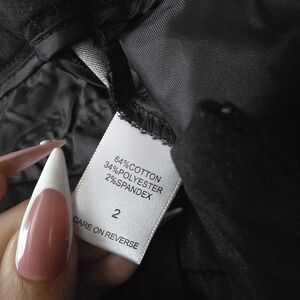 64%COTTON
34%POLYESTER
2%SPANDEX
2
CARE ON REVERSE